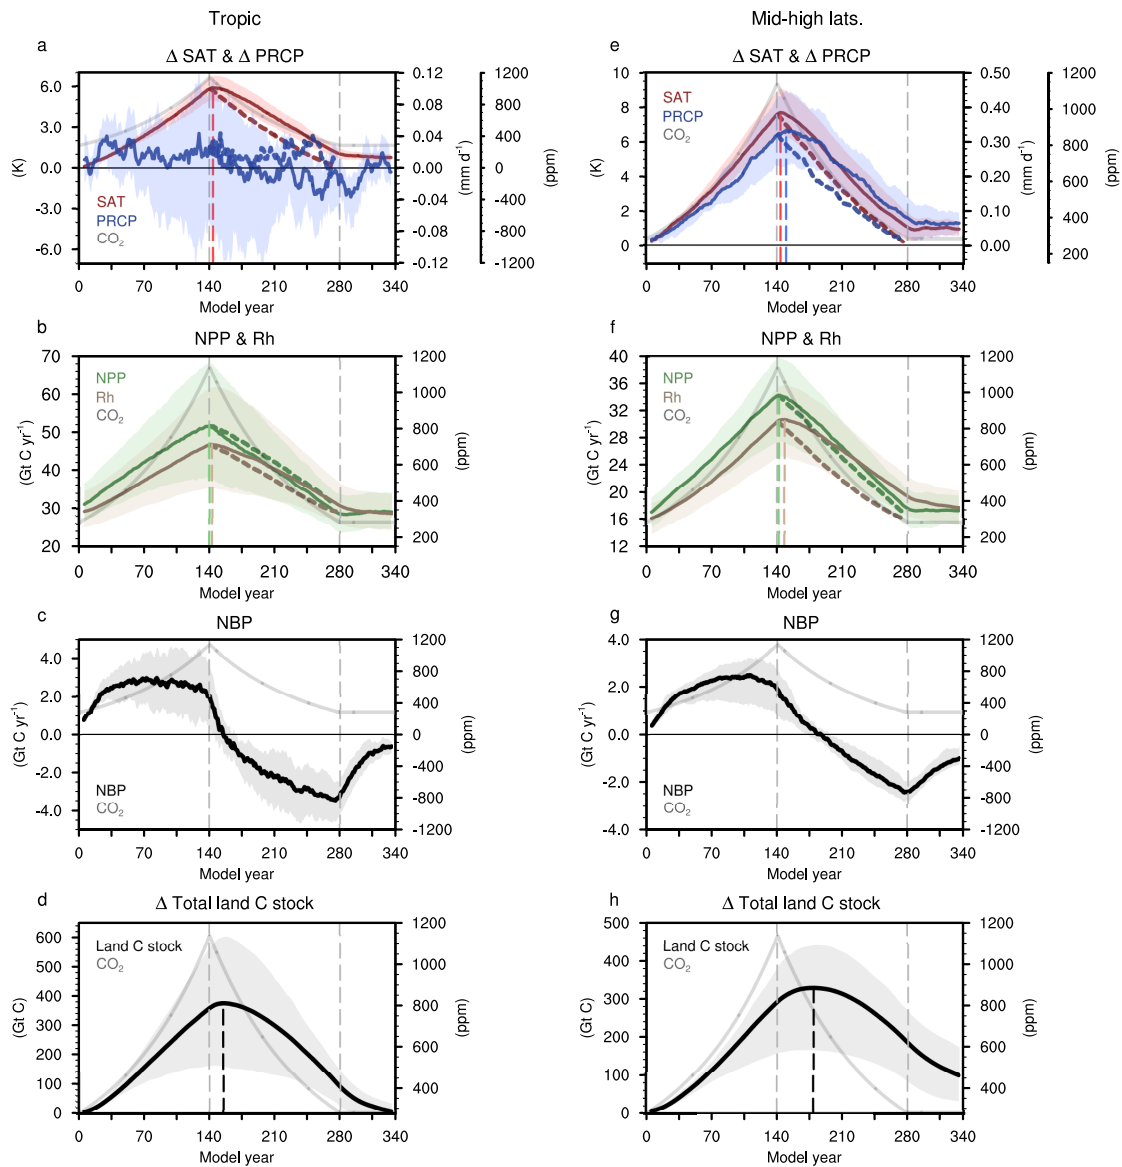 Tropic
Mid-high lats.
a
Δ SAT & Δ PRCP
6.0
3.0
0.0
-3.0
-6.0
(K)
SAT
PRCP
CO2
0.12
0.08
0.04
0.00
-0.04
-0.08
-0.12
(mm d-1)
1200
800
400
0
-400
-800
-1200
(ppm)
0 70 140 210 280 340
Model year
e
Δ SAT & Δ PRCP
10
8
6
4
2
0
(K)
SAT
PRCP
CO2
0.50
0.40
0.30
0.20
0.10
0.00
(mm d-1)
1200
1000
800
600
400
200
(ppm)
0 70 140 210 280 340
Model year
b
NPP & Rh
70
60
50
40
30
20
(Gt C yr-1)
NPP
Rh
CO2
1200
1000
800
600
400
200
(ppm)
0 70 140 210 280 340
Model year
f
NPP & Rh
40
36
32
28
24
20
16
12
(Gt C yr-1)
NPP
Rh
CO2
1200
1000
800
600
400
200
(ppm)
0 70 140 210 280 340
Model year
c
NBP
4.0
2.0
0.0
-2.0
-4.0
(Gt C yr-1)
NBP
CO2
1200
800
400
0
-400
-800
-1200
(ppm)
0 70 140 210 280 340
Model year
g
NBP
4.0
2.0
0.0
-2.0
-4.0
(Gt C yr-1)
NBP
CO2
1200
800
400
0
-400
-800
-1200
(ppm)
0 70 140 210 280 340
Model year
d
Δ Total land C stock
600
500
400
300
200
100
0
(Gt C)
Land C stock
CO2
1200
1000
800
600
400
(ppm)
0 70 140 210 280 340
Model year
h
Δ Total land C stock
500
400
300
200
100
0
(Gt C)
Land C stock
CO2
1200
1000
800
600
400
(ppm)
0 70 140 210 280 340
Model year